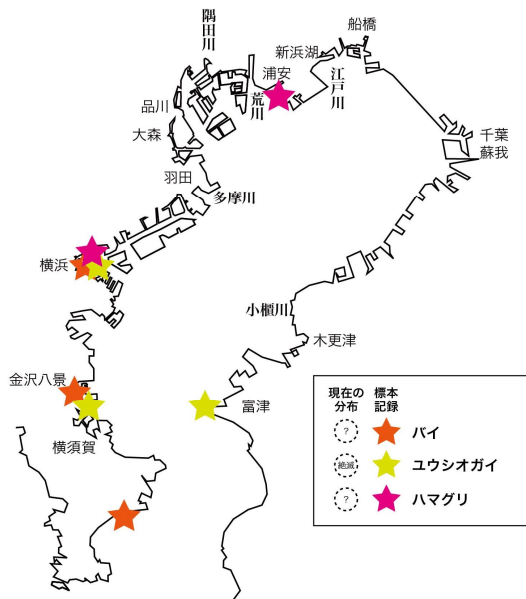 船橋
隅田川
新浜湖
浦安
江戸川
荒川
品川
大森
千葉
蘇我
羽田
多摩川
横浜
小櫃川
木更津
金沢八景
富津
横須賀
現在の
分布
標本
記録
? バイ
絶滅 ユウシオガイ
? ハマグリ